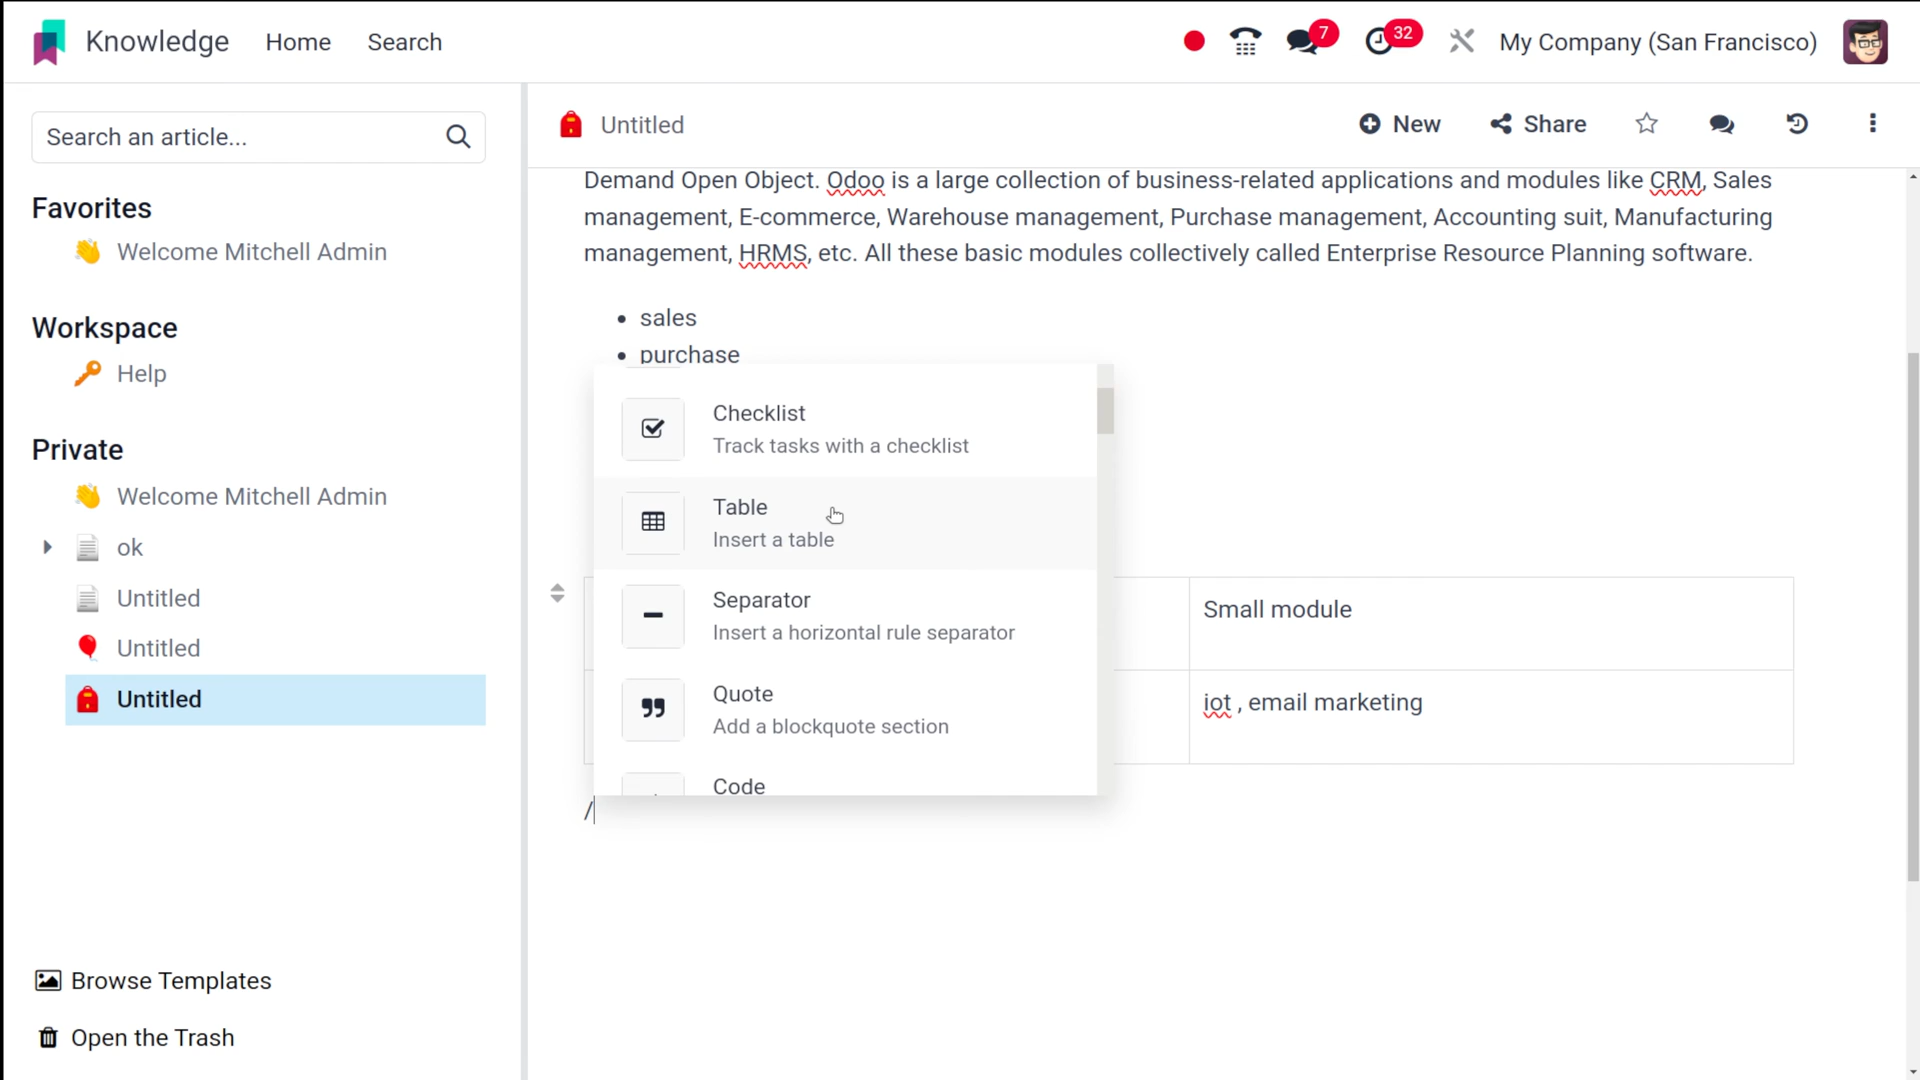 Knowledge Home Search 7 32 My Company (San Francisco)
Search an article...
Favorites
Welcome Mitchell Admin
Workspace
Help
Private
Welcome Mitchell Admin
ok
Untitled
Untitled
Untitled
Browse Templates
Open the Trash
Untitled New Share
Demand Open Object. Odoo is a large collection of business-related applications and modules like CRM, Sales
management, E-commerce, Warehouse management, Purchase management, Accounting suit, Manufacturing
management, HRMS, etc. All these basic modules collectively called Enterprise Resource Planning software.
• sales
• purchase
Checklist
Track tasks with a checklist
Table
Insert a table
Separator
Insert a horizontal rule separator
Quote
Add a blockquote section
Code
Small module
iot , email marketing
/